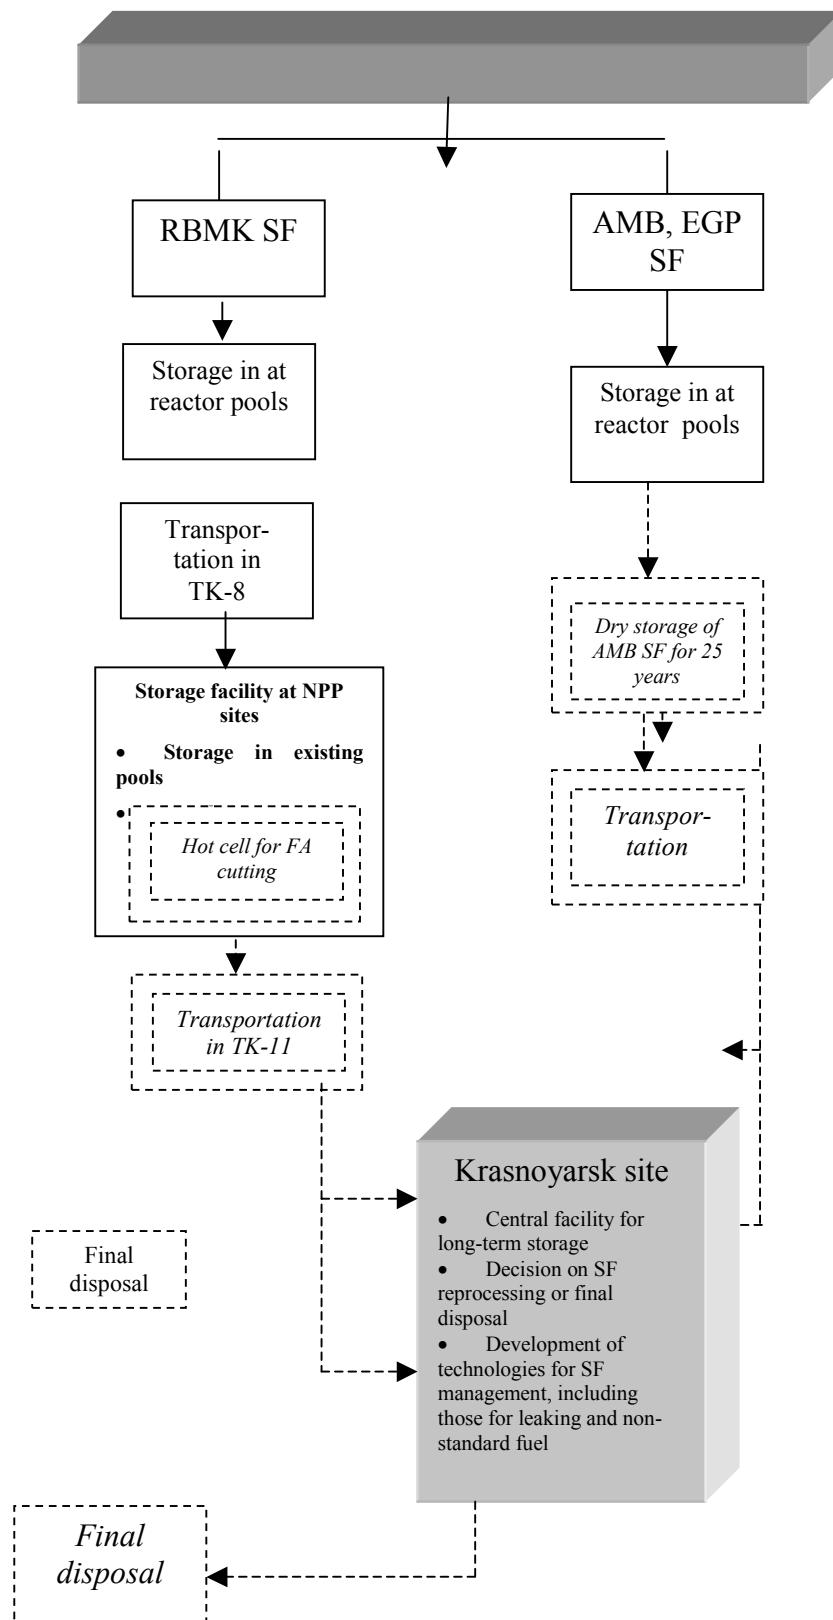 RBMK SF
AMB, EGP
SF
Storage in at
reactor pools
Storage in at
reactor pools
Transpor-
tation in
TK-8
Dry storage of
AMB SF for 25
years
Storage facility at NPP
sites
• Storage in existing
pools
•
Hot cell for FA
cutting
Transpor-
tation
Transportation
in TK-11
Krasnoyarsk site
• Central facility for
long-term storage
• Decision on SF
reprocessing or final
disposal
• Development of
technologies for SF
management, including
those for leaking and non-
standard fuel
Final
disposal
Final
disposal